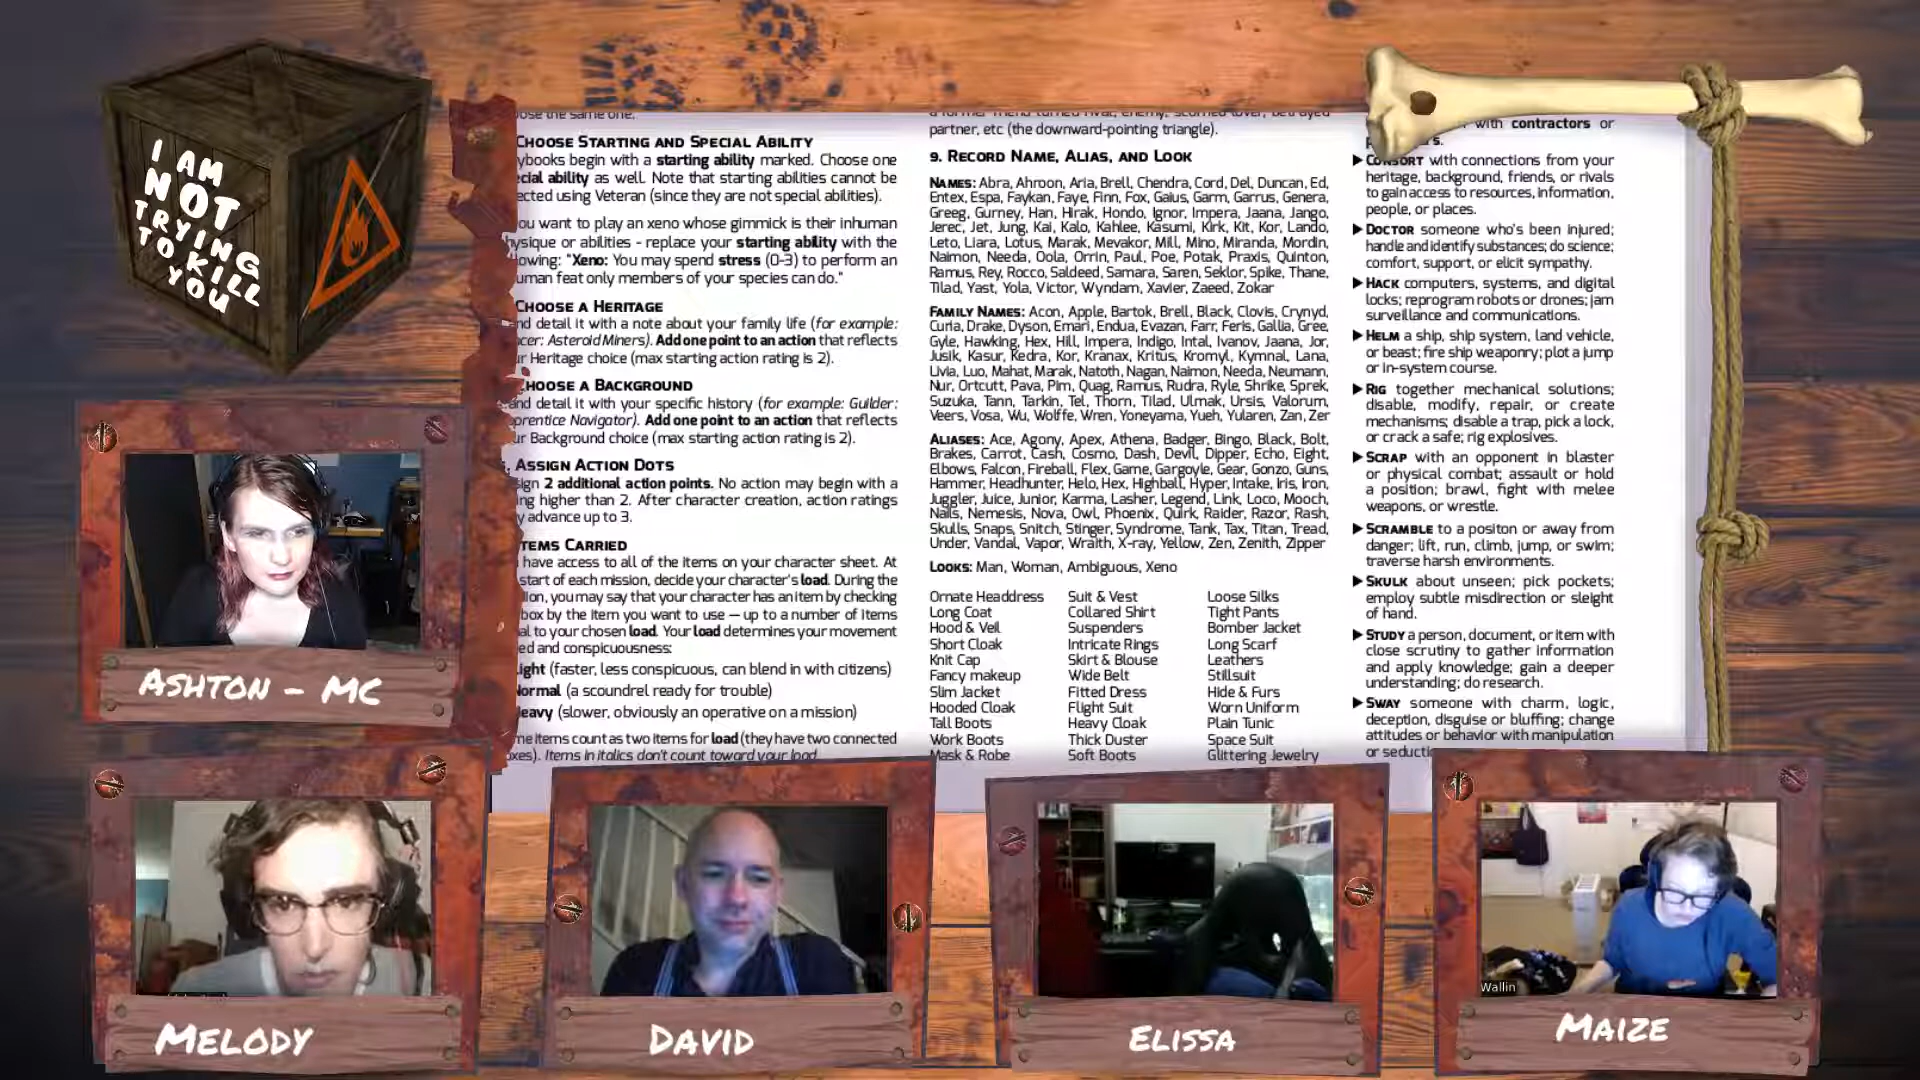 I AM
NOT
TRYING
TO KILL
YOU
CHOOSE STARTING AND SPECIAL ABILITY
begin with a starting ability marked. Choose one
ability as well. Note that starting abilities cannot be
using Veteran (since they are not special abilities).
you want to play an xeno whose gimmick is their inhuman
physique or abilities - replace your starting ability with the
"Xeno: You may spend stress (0-3) to perform an
feat only members of your species can do."
CHOOSE A HERITAGE
and detail it with a note about your family life (for example:
Asteroid Miners). Add one point to an action that reflects
Heritage choice (max starting action rating is 2).
CHOOSE A BACKGROUND
and detail it with your specific history (for example: Guilder:
Navigator). Add one point to an action that reflects
Background choice (max starting action rating is 2).
ASSIGN ACTION DOTS
2 additional action points. No action may begin with a
higher than 2. After character creation, action ratings
advance up to 3.
ITEMS CARRIED
have access to all of the items on your character sheet. At
start of each mission, decide your character's load. During the
you may say that your character has an item by checking
box by the item you want to use — up to a number of items
to your chosen load. Your load determines your movement
and conspicuousness:
(faster, less conspicuous, can blend in with citizens)
(a scoundrel ready for trouble)
(slower, obviously an operative on a mission)
items count as two items for load (they have two connected
Items in italics don't count toward your load.
partner, etc (the downward-pointing triangle).
9. RECORD NAME, ALIAS, AND LOOK
NAMES: Abra, Ahroon, Aria, Brell, Chendra, Cord, Del, Duncan, Ed,
Entex, Espa, Faykan, Faye, Finn, Fox, Gaius, Garm, Garrus, Genera,
Greeg, Gurney, Han, Hirak, Hondo, Ignor, Impera, Jaana, Jango,
Jerec, Jet, Jung, Kai, Kalo, Kahlee, Kasumi, Kirk, Kit, Kor, Lando,
Leto, Liara, Lotus, Marak, Mevakor, Mill, Mino, Miranda, Mordin,
Naimon, Needa, Oola, Orrin, Paul, Poe, Potak, Praxis, Quinton,
Ramus, Rey, Rocco, Saldeed, Samara, Saren, Seklor, Spike, Thane,
Tilad, Yast, Yola, Victor, Wyndam, Xavier, Zaeed, Zokar
FAMILY NAMES: Acon, Apple, Bartok, Brell, Black, Clovis, Crynyd,
Curia, Drake, Dyson, Emari, Endua, Evazan, Farr, Feris, Gallia, Gree,
Gyle, Hawking, Hex, Hill, Impera, Indigo, Intal, Ivanov, Jaana, Jor,
Jusik, Kasur, Kedra, Kor, Kranax, Kritus, Kromyl, Kymnal, Lana,
Livia, Luo, Mahat, Marak, Natoth, Nagan, Naimon, Needa, Neumann,
Nur, Ortcutt, Pava, Pim, Quag, Ramus, Rudra, Ryle, Shrike, Sprek,
Suzuka, Tann, Tarkin, Tel, Thorn, Tilad, Ulmak, Ursis, Valorum,
Veers, Vosa, Wu, Wolffe, Wren, Yoneyama, Yueh, Yularen, Zan, Zer
ALIASES: Ace, Agony, Apex, Athena, Badger, Bingo, Black, Bolt,
Brakes, Carrot, Cash, Cosmo, Dash, Devil, Dipper, Echo, Eight,
Elbows, Falcon, Fireball, Flex, Game, Gargoyle, Gear, Gonzo, Guns,
Hammer, Headhunter, Helo, Hex, Highball, Hyper, Intake, Iris, Iron,
Juggler, Juice, Junior, Karma, Lasher, Legend, Link, Loco, Mooch,
Nails, Nemesis, Nova, Owl, Phoenix, Quirk, Raider, Razor, Rash,
Skulls, Snaps, Snitch, Stinger, Syndrome, Tank, Tax, Titan, Tread,
Under, Vandal, Vapor, Wraith, X-ray, Yellow, Zen, Zenith, Zipper
LOOKS: Man, Woman, Ambiguous, Xeno
Ornate Headdress Suit & Vest Loose Silks
Long Coat Collared Shirt Tight Pants
Hood & Veil Suspenders Bomber Jacket
Short Cloak Intricate Rings Long Scarf
Knit Cap Skirt & Blouse Leathers
Fancy makeup Wide Belt Stillsuit
Slim Jacket Fitted Dress Hide & Furs
Hooded Cloak Flight Suit Worn Uniform
Tall Boots Heavy Cloak Plain Tunic
Work Boots Thick Duster Space Suit
Mask & Robe Soft Boots Glittering Jewelry
with contractors or
CONSORT with connections from your
heritage, background, friends, or rivals
to gain access to resources, information,
people, or places.
DOCTOR someone who's been injured;
handle and identify substances; do science;
comfort, support, or elicit sympathy.
HACK computers, systems, and digital
locks; reprogram robots or drones; jam
surveillance and communications.
HELM a ship, ship system, land vehicle,
or beast; fire ship weaponry; plot a jump
or in-system course.
RIG together mechanical solutions;
disable, modify, repair, or create
mechanisms; disable a trap, pick a lock,
or crack a safe; rig explosives.
SCRAP with an opponent in blaster
or physical combat; assault or hold
a position; brawl, fight with melee
weapons, or wrestle.
SCRAMBLE to a positon or away from
danger; lift, run, climb, jump, or swim;
traverse harsh environments.
SKULK about unseen; pick pockets;
employ subtle misdirection or sleight
of hand.
STUDY a person, document, or item with
close scrutiny to gather information
and apply knowledge; gain a deeper
understanding; do research.
SWAY someone with charm, logic,
deception, disguise or bluffing; change
attitudes or behavior with manipulation
or
ASHTON - MC
MELODY
DAVID
ELISSA
Wallin
MAIZE